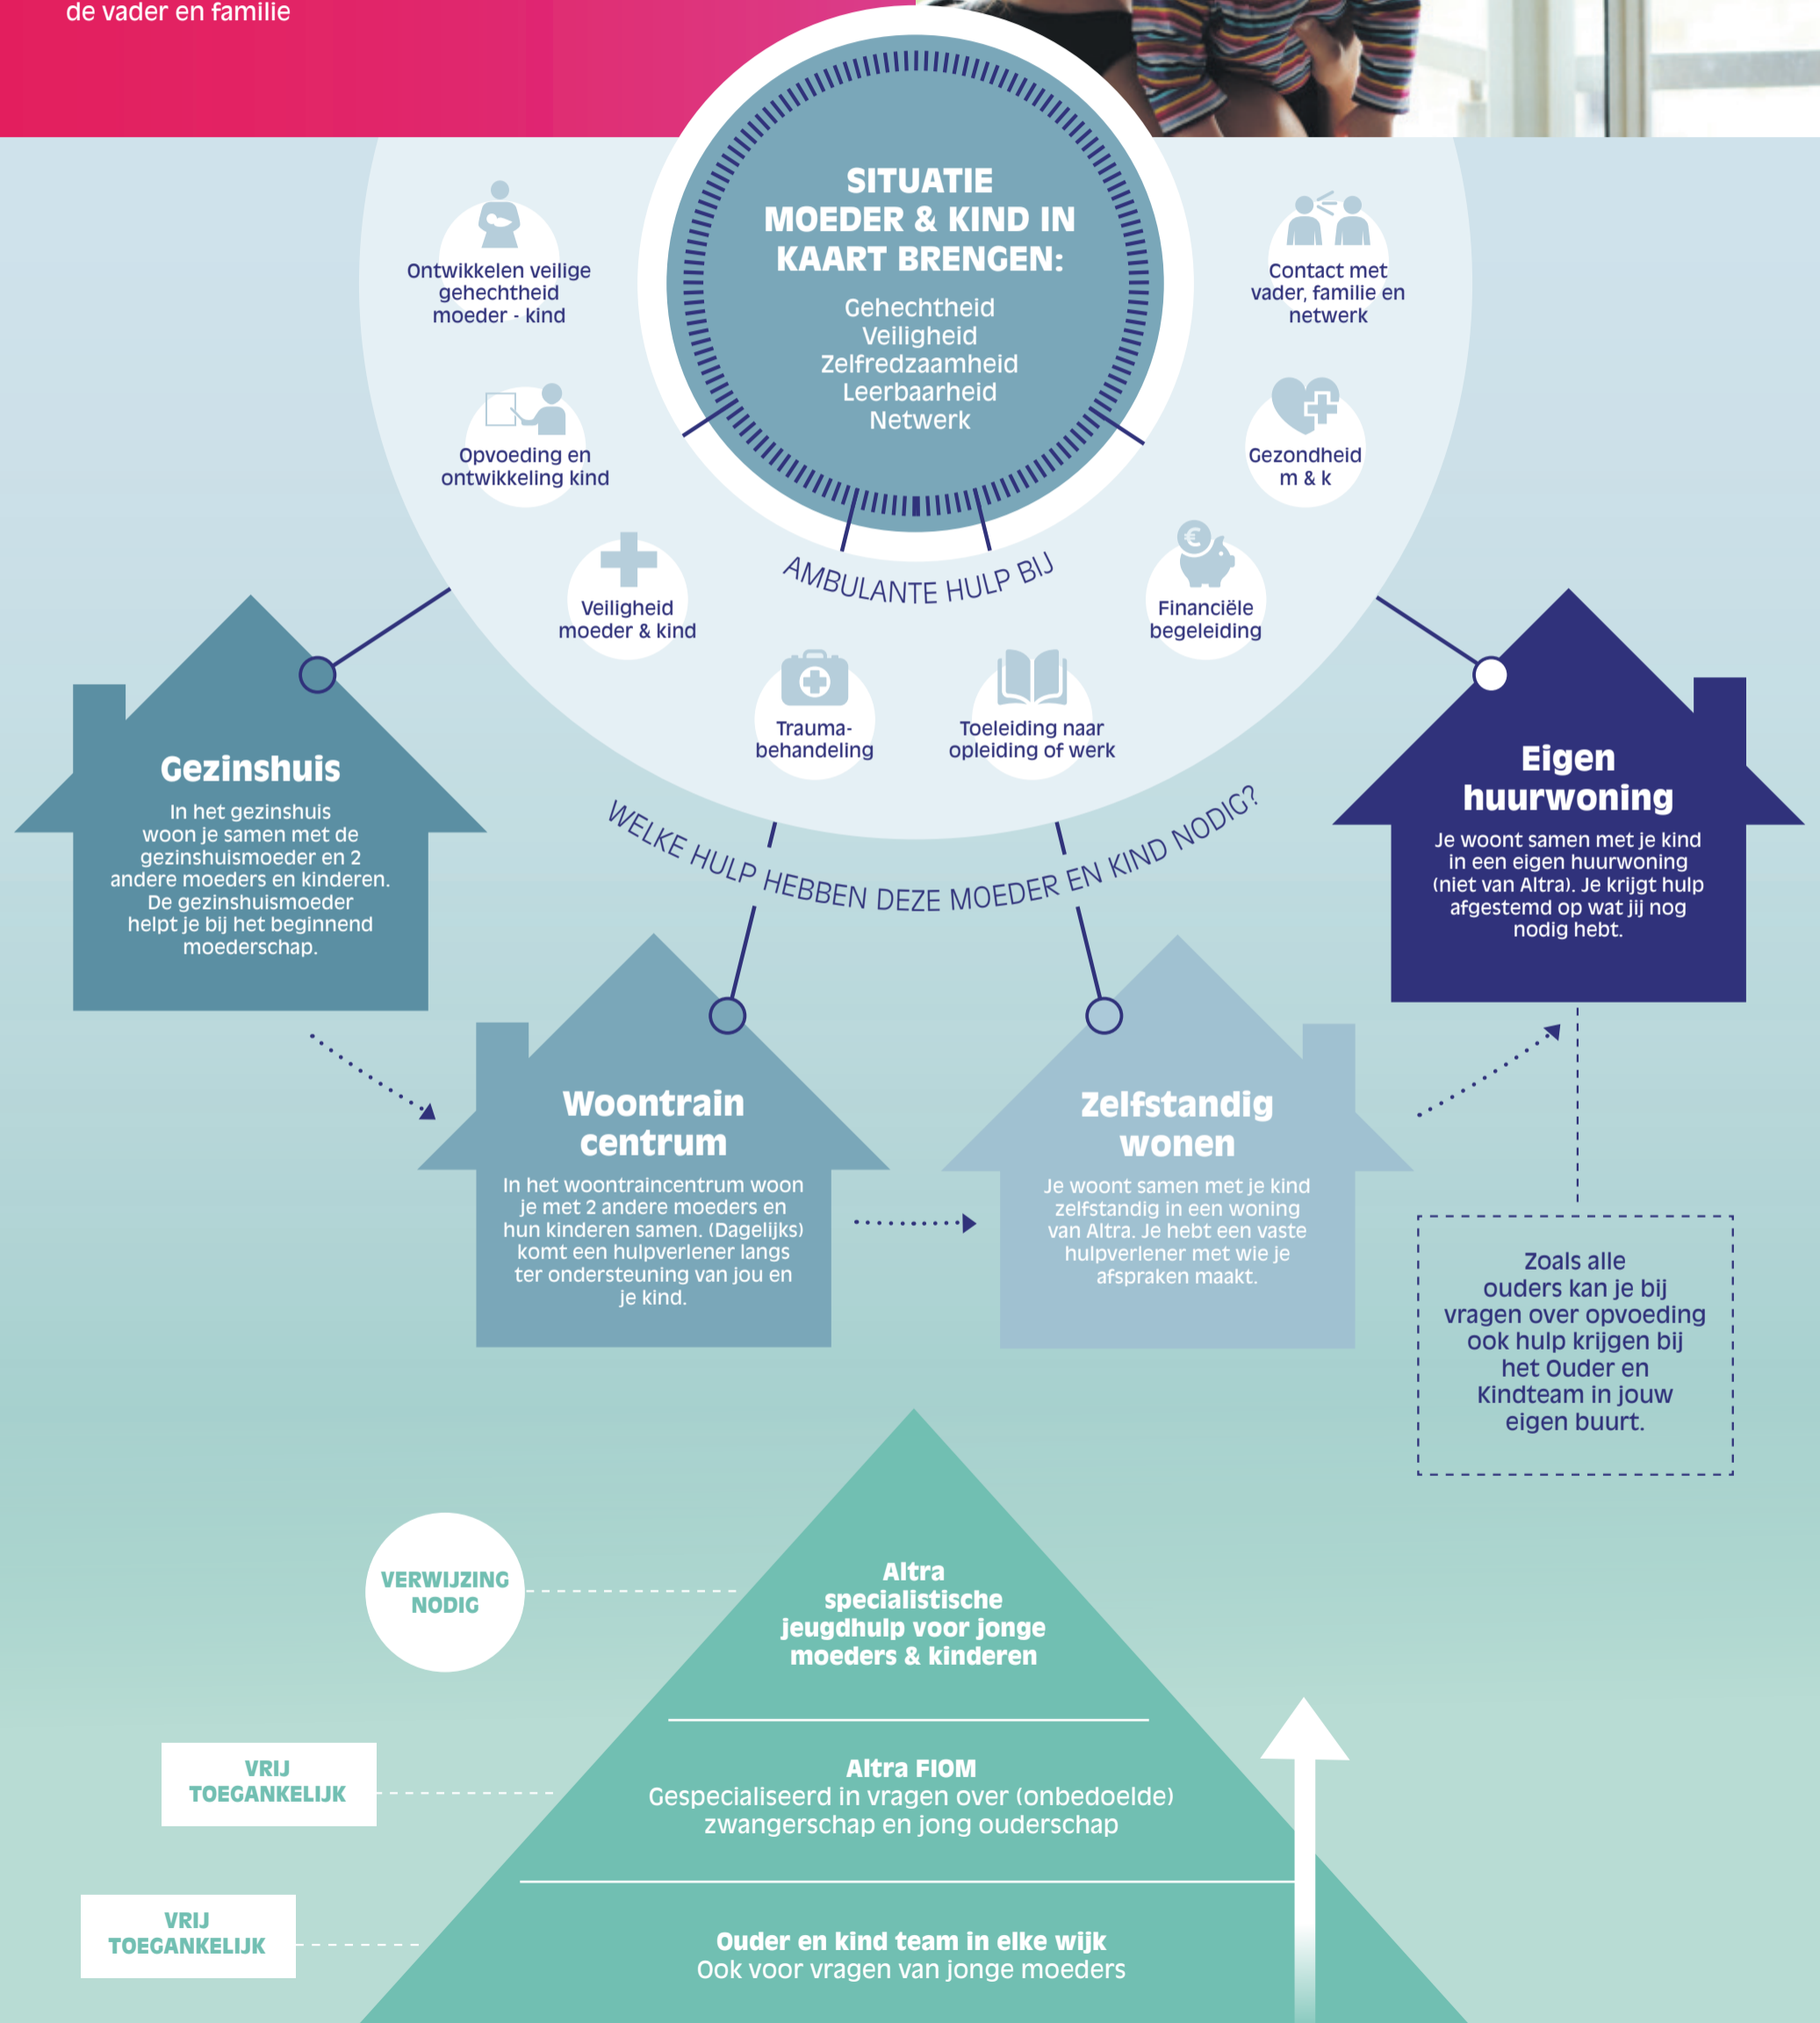 de vader en familie
SITUATIE
MOEDER & KIND IN
KAART BRENGEN:
Gehechtheid
Veiligheid
Zelfredzaamheid
Leerbaarheid
Netwerk
Ontwikkelen veilige
gehechtheid
moeder - kind
Opvoeding en
ontwikkeling kind
Veiligheid
moeder & kind
Trauma-
behandeling
Toeleiding naar
opleiding of werk
Financiële
begeleiding
Gezondheid
m & k
Contact met
vader, familie en
netwerk
AMBULANTE HULP BIJ
WELKE HULP HEBBEN DEZE MOEDER EN KIND NODIG?
Gezinshuis
In het gezinshuis
woon je samen met de
gezinshuismoeder en 2
andere moeders en kinderen.
De gezinshuismoeder
helpt je bij het beginnend
moederschap.
Woontrain
centrum
In het woontraincentrum woon
je met 2 andere moeders en
hun kinderen samen. (Dagelijks)
komt een hulpverlener langs
ter ondersteuning van jou en
je kind.
Zelfstandig
wonen
Je woont samen met je kind
zelfstandig in een woning
van Altra. Je hebt een vaste
hulpverlener met wie je
afspraken maakt.
Eigen
huurwoning
Je woont samen met je kind
in een eigen huurwoning
(niet van Altra). Je krijgt hulp
afgestemd op wat jij nog
nodig hebt.
Zoals alle
ouders kan je bij
vragen over opvoeding
ook hulp krijgen bij
het Ouder en
Kindteam in jouw
eigen buurt.
VERWIJZING
NODIG
Altra
specialistische
jeugdhulp voor jonge
moeders & kinderen
VRIJ
TOEGANKELIJK
Altra FIOM
Gespecialiseerd in vragen over (onbedoelde)
zwangerschap en jong ouderschap
VRIJ
TOEGANKELIJK
Ouder en kind team in elke wijk
Ook voor vragen van jonge moeders